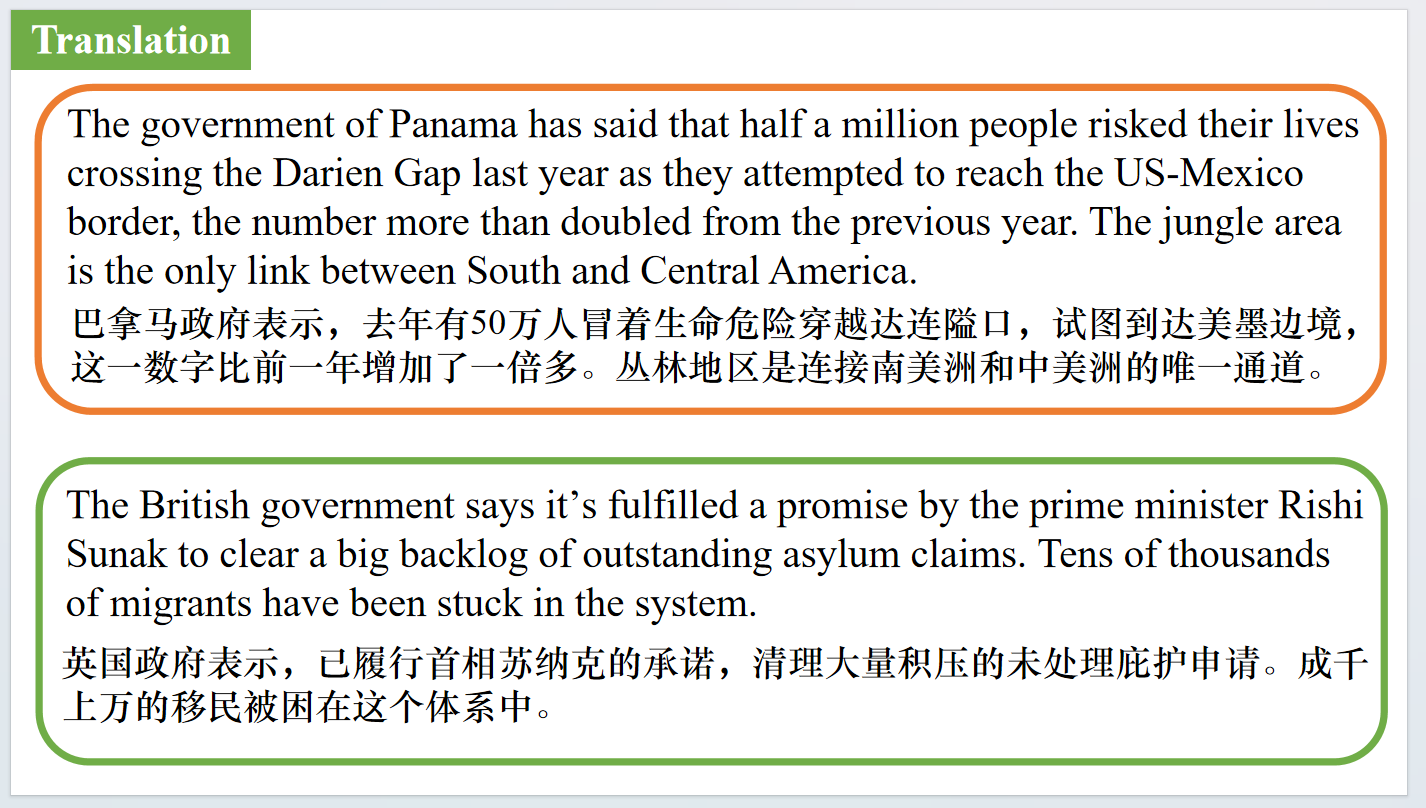 Translation
The government of Panama has said that half a million people risked their lives
crossing the Darien Gap last year as they attempted to reach the US-Mexico
border, the number more than doubled from the previous year. The jungle area
is the only link between South and Central America.
巴拿马政府表示，去年有50万人冒着生命危险穿越达连隘口，试图到达美墨边境，
这一数字比前一年增加了一倍多。丛林地区是连接南美洲和中美洲的唯一通道。
The British government says it’s fulfilled a promise by the prime minister Rishi
Sunak to clear a big backlog of outstanding asylum claims. Tens of thousands
of migrants have been stuck in the system.
英国政府表示，已履行首相苏纳克的承诺，清理大量积压的未处理庇护申请。成千
上万的移民被困在这个体系中。